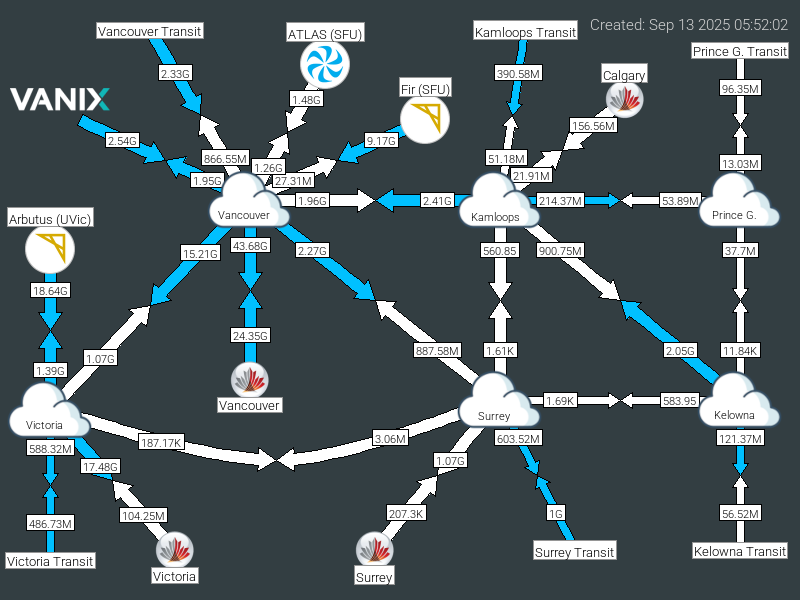 Created: Sep 13 2025 05:52:02
Vancouver Transit
ATLAS (SFU)
Kamloops Transit
Prince G. Transit
2.33G
390.58M
Calgary
96.35M
Fir (SFU)
VANIX
1.48G
156.56M
2.54G
9.17G
866.55M
1.26G
51.18M
13.03M
1.95G
27.31M
21.91M
1.96G
2.41G
214.37M
53.89M
Vancouver
Kamloops
Prince G.
Arbutus (UVic)
15.21G
43.68G
2.27G
560.85
900.75M
37.7M
18.64G
24.35G
1.07G
887.58M
1.61K
2.05G
11.84K
1.39G
Vancouver
1.69K
583.95
Victoria
Surrey
Kelowna
187.17K
3.06M
588.32M
603.52M
121.37M
17.48G
1.07G
104.25M
207.3K
1G
56.52M
486.73M
Victoria Transit
Victoria
Surrey
Surrey Transit
Kelowna Transit